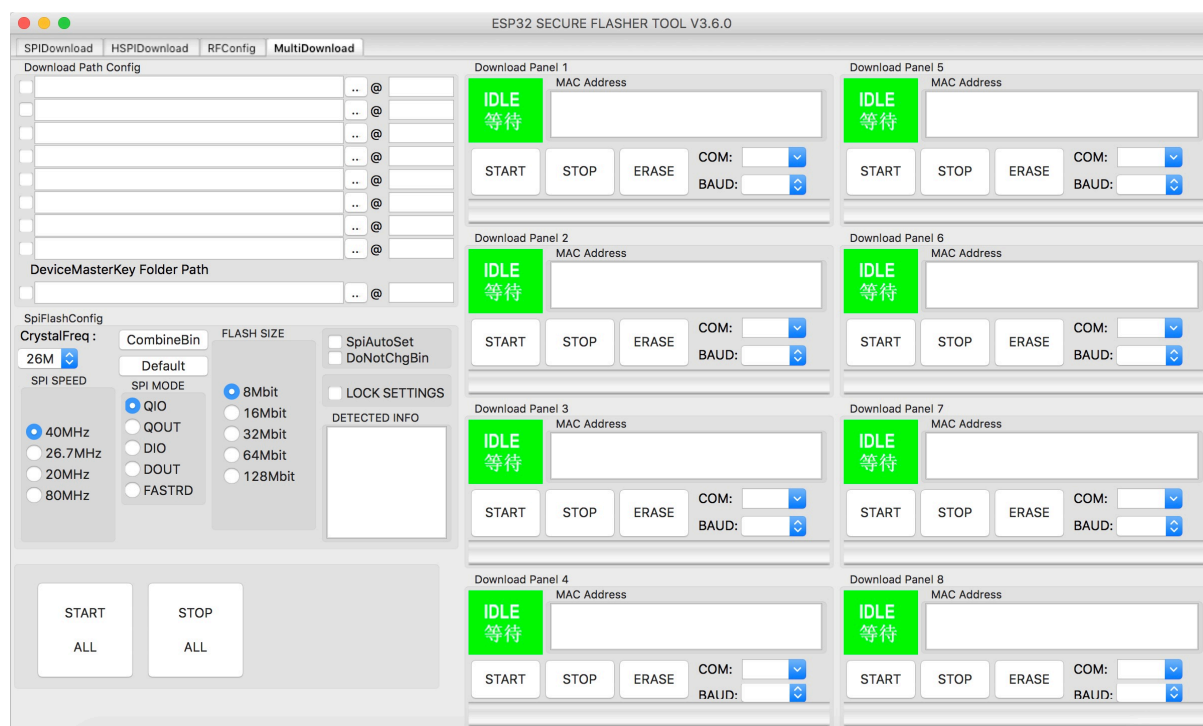 ESP32 SECURE FLASHER TOOL V3.6.0
SPIDownload HSPIDownload RFConfig MultiDownload
Download Path Config
.. @
.. @
.. @
.. @
.. @
.. @
.. @
.. @
DeviceMasterKey Folder Path
.. @
SpiFlashConfig
CrystalFreq :
26M
CombineBin
Default
SPI SPEED
40MHz
26.7MHz
20MHz
80MHz
SPI MODE
QIO
QOUT
DIO
DOUT
FASTRD
FLASH SIZE
8Mbit
16Mbit
32Mbit
64Mbit
128Mbit
SpiAutoSet
DoNotChgBin
LOCK SETTINGS
DETECTED INFO
START
ALL
STOP
ALL
Download Panel 1
MAC Address
IDLE
等待
START STOP ERASE
COM:
BAUD:
Download Panel 2
MAC Address
IDLE
等待
START STOP ERASE
COM:
BAUD:
Download Panel 3
MAC Address
IDLE
等待
START STOP ERASE
COM:
BAUD:
Download Panel 4
MAC Address
IDLE
等待
START STOP ERASE
COM:
BAUD:
Download Panel 5
MAC Address
IDLE
等待
START STOP ERASE
COM:
BAUD:
Download Panel 6
MAC Address
IDLE
等待
START STOP ERASE
COM:
BAUD:
Download Panel 7
MAC Address
IDLE
等待
START STOP ERASE
COM:
BAUD:
Download Panel 8
MAC Address
IDLE
等待
START STOP ERASE
COM:
BAUD: